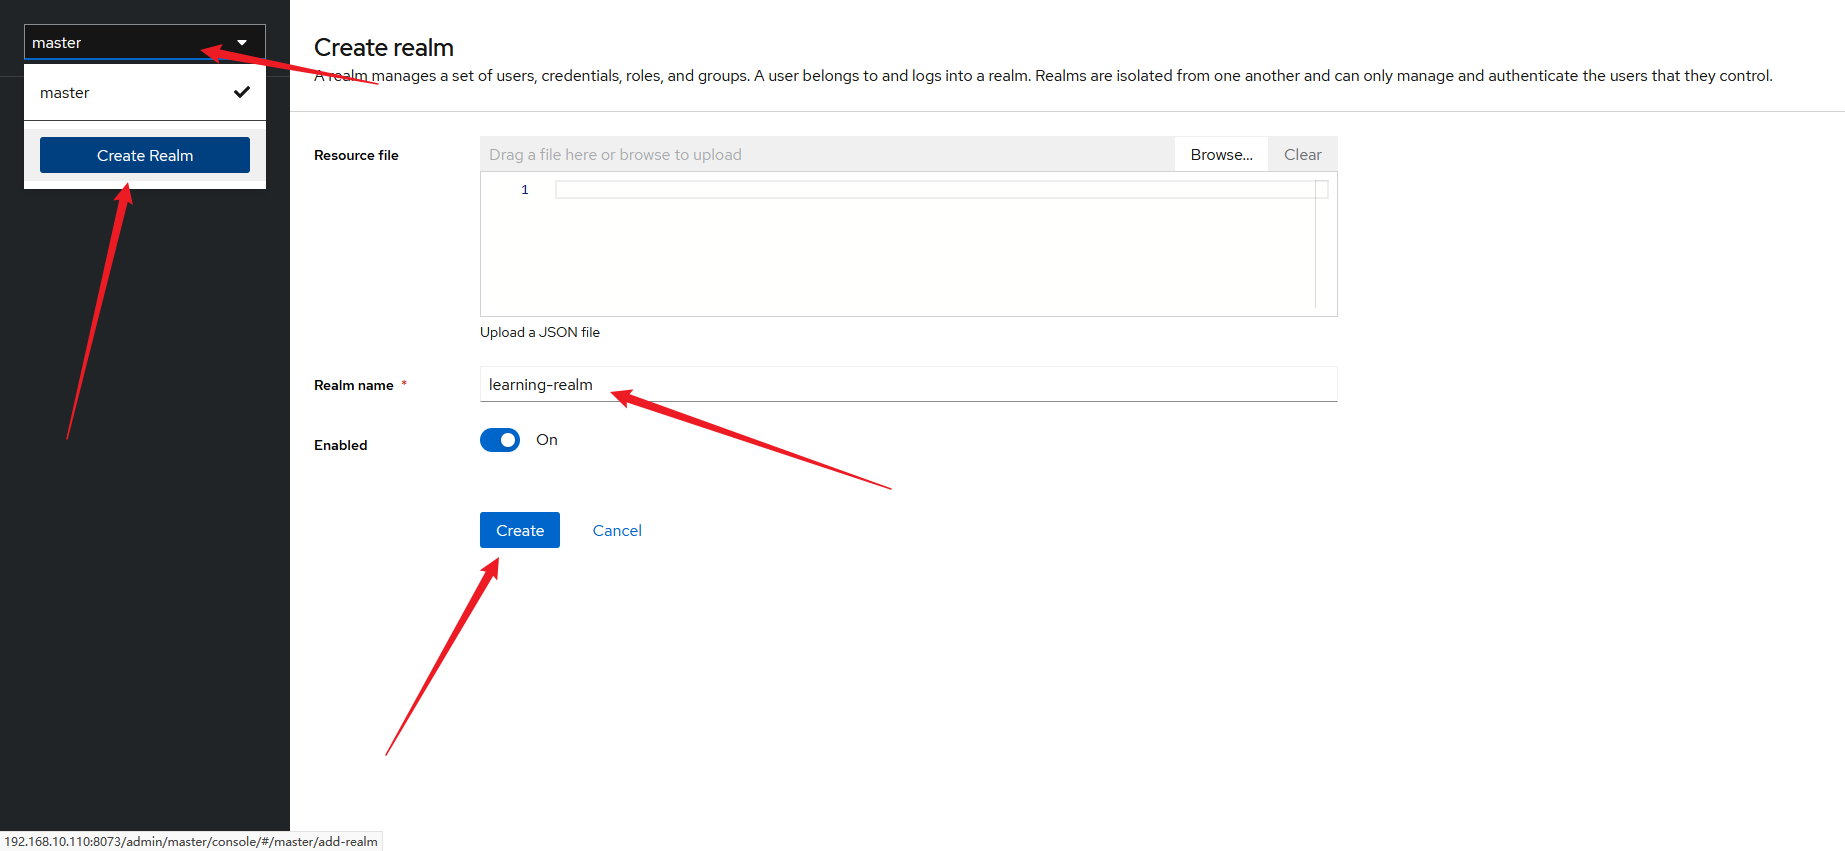 master
master
Create Realm
Create realm
A realm manages a set of users, credentials, roles, and groups. A user belongs to and logs into a realm. Realms are isolated from one another and can only manage and authenticate the users that they control.
Resource file
Drag a file here or browse to upload
Browse...
Clear
1
Upload a JSON file
Realm name *
learning-realm
Enabled
On
Create
Cancel
192.168.10.110:8073/admin/master/console/#/master/add-realm